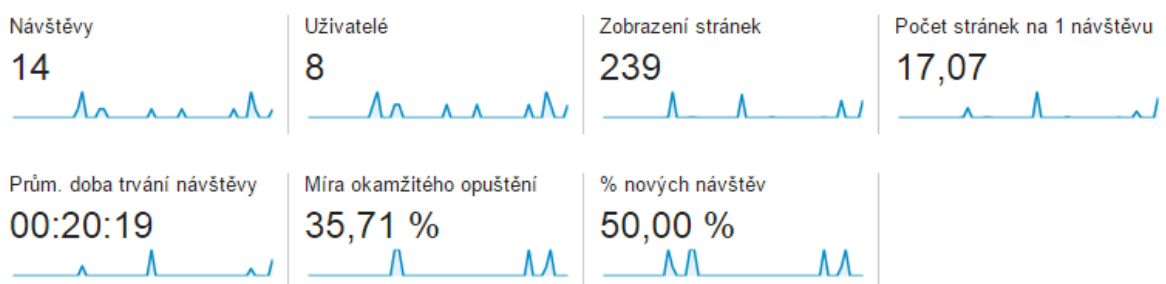 Návštěvy
14
Uživatelé
8
Zobrazení stránek
239
Počet stránek na 1 návštěvu
17,07
Prům. doba trvání návštěvy
00:20:19
Míra okamžitého opuštění
35,71 %
% nových návštěv
50,00 %